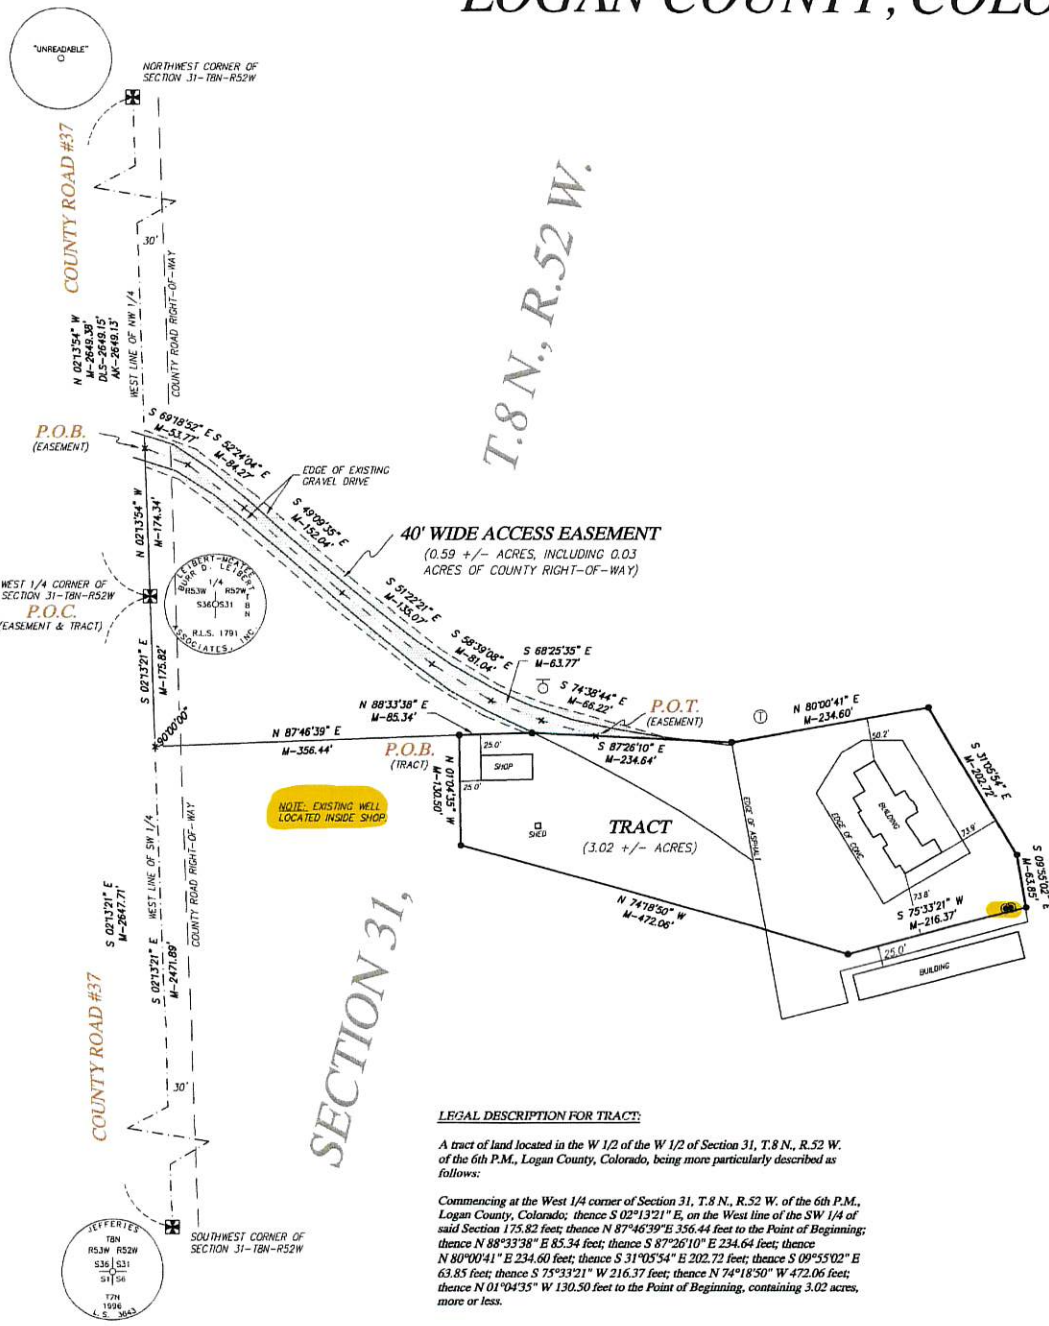 LOGAN COUNTY, COLO
"UNREADABLE"
NORTHWEST CORNER OF
SECTION 31-T8N-R52W
COUNTY ROAD #37
30'
N 02°13'54" W
M-2649.38'
DLS-2649.15'
AK-2649.13'
WEST LINE OF NW 1/4
COUNTY ROAD RIGHT-OF-WAY
T.8 N., R.52 W.
P.O.B.
(EASEMENT)
S 69°18'52" E
M-53.77'
S 52°24'04" E
M-84.27'
EDGE OF EXISTING
GRAVEL DRIVE
N 02°13'54" W
M-174.34'
S 49°09'35" E
M-152.04'
40' WIDE ACCESS EASEMENT
(0.59 +/- ACRES, INCLUDING 0.03
ACRES OF COUNTY RIGHT-OF-WAY)
WEST 1/4 CORNER OF
SECTION 31-T8N-R52W
P.O.C.
(EASEMENT & TRACT)
LEIBERT-MCATEE
BURR D. LEIBERT
1/4
R53W R52W
T8N
S36 S31
R.L.S. 1791
ASSOCIATES, INC.
S 51°22'21" E
M-135.07'
S 58°39'08" E
M-81.04'
S 68°25'35" E
M-63.77'
S 74°38'44" E
M-66.22'
P.O.T.
(EASEMENT)
S 02°13'21" E
M-175.82'
90°00'00"
N 87°46'39" E
M-356.44'
N 88°33'38" E
M-85.34'
P.O.B.
(TRACT)
S 87°26'10" E
M-234.64'
T
N 80°00'41" E
M-234.60'
25.0'
SHOP
25.0'
N 01°04'35" W
M-130.50'
NOTE: EXISTING WELL
LOCATED INSIDE SHOP
SHED
TRACT
(3.02 +/- ACRES)
EDGE OF ASPHALT
50.2'
BUILDING
EDGE OF CONC.
73.9'
73.8'
S 31°05'54" E
M-202.72'
S 09°55'02" E
M-63.85'
S 75°33'21" W
M-216.37'
N 74°18'50" W
M-472.06'
25.0'
BUILDING
WEST LINE OF SW 1/4
COUNTY ROAD RIGHT-OF-WAY
S 02°13'21" E
M-2647.71'
S 02°13'21" E
M-2471.89'
SECTION 31,
COUNTY ROAD #37
30'
SOUTHWEST CORNER OF
SECTION 31-T8N-R52W
JEFFERIES
T8N
R53W R52W
S36 S31
S1 S6
T7N
1996
L.S. 3643
LEGAL DESCRIPTION FOR TRACT:
A tract of land located in the W 1/2 of the W 1/2 of Section 31, T.8 N., R.52 W.
of the 6th P.M., Logan County, Colorado, being more particularly described as
follows:
Commencing at the West 1/4 corner of Section 31, T.8 N., R.52 W. of the 6th P.M.,
Logan County, Colorado; thence S 02°13'21" E, on the West line of the SW 1/4 of
said Section 175.82 feet; thence N 87°46'39"E 356.44 feet to the Point of Beginning;
thence N 88°33'38" E 85.34 feet; thence S 87°26'10" E 234.64 feet; thence
N 80°00'41" E 234.60 feet; thence S 31°05'54" E 202.72 feet; thence S 09°55'02" E
63.85 feet; thence S 75°33'21" W 216.37 feet; thence N 74°18'50" W 472.06 feet;
thence N 01°04'35" W 130.50 feet to the Point of Beginning, containing 3.02 acres,
more or less.